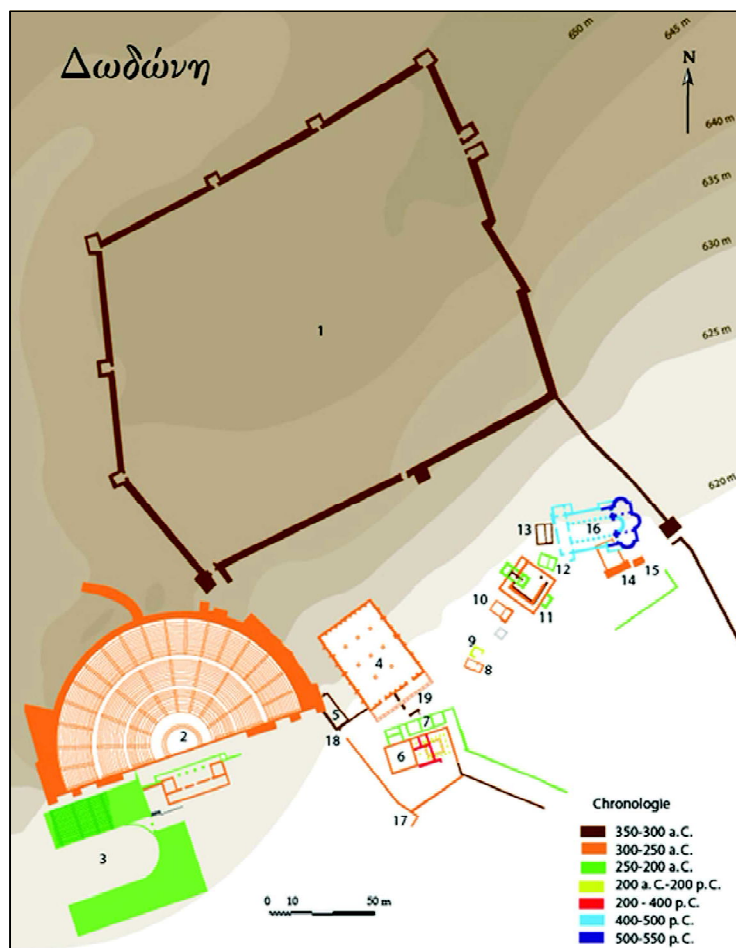 Δωδώνη
650 m
645 m
N
640 m
635 m
630 m
625 m
620 m
1
2
3
4
5
6
7
8
9
10
11
12
13
14
15
16
17
18
19
0 10 50 m
Chronologie
350-300 a.C.
300-250 a.C.
250-200 a.C.
200 a.C.-200 p.C.
200 - 400 p.C.
400-500 p.C.
500-550 p.C.